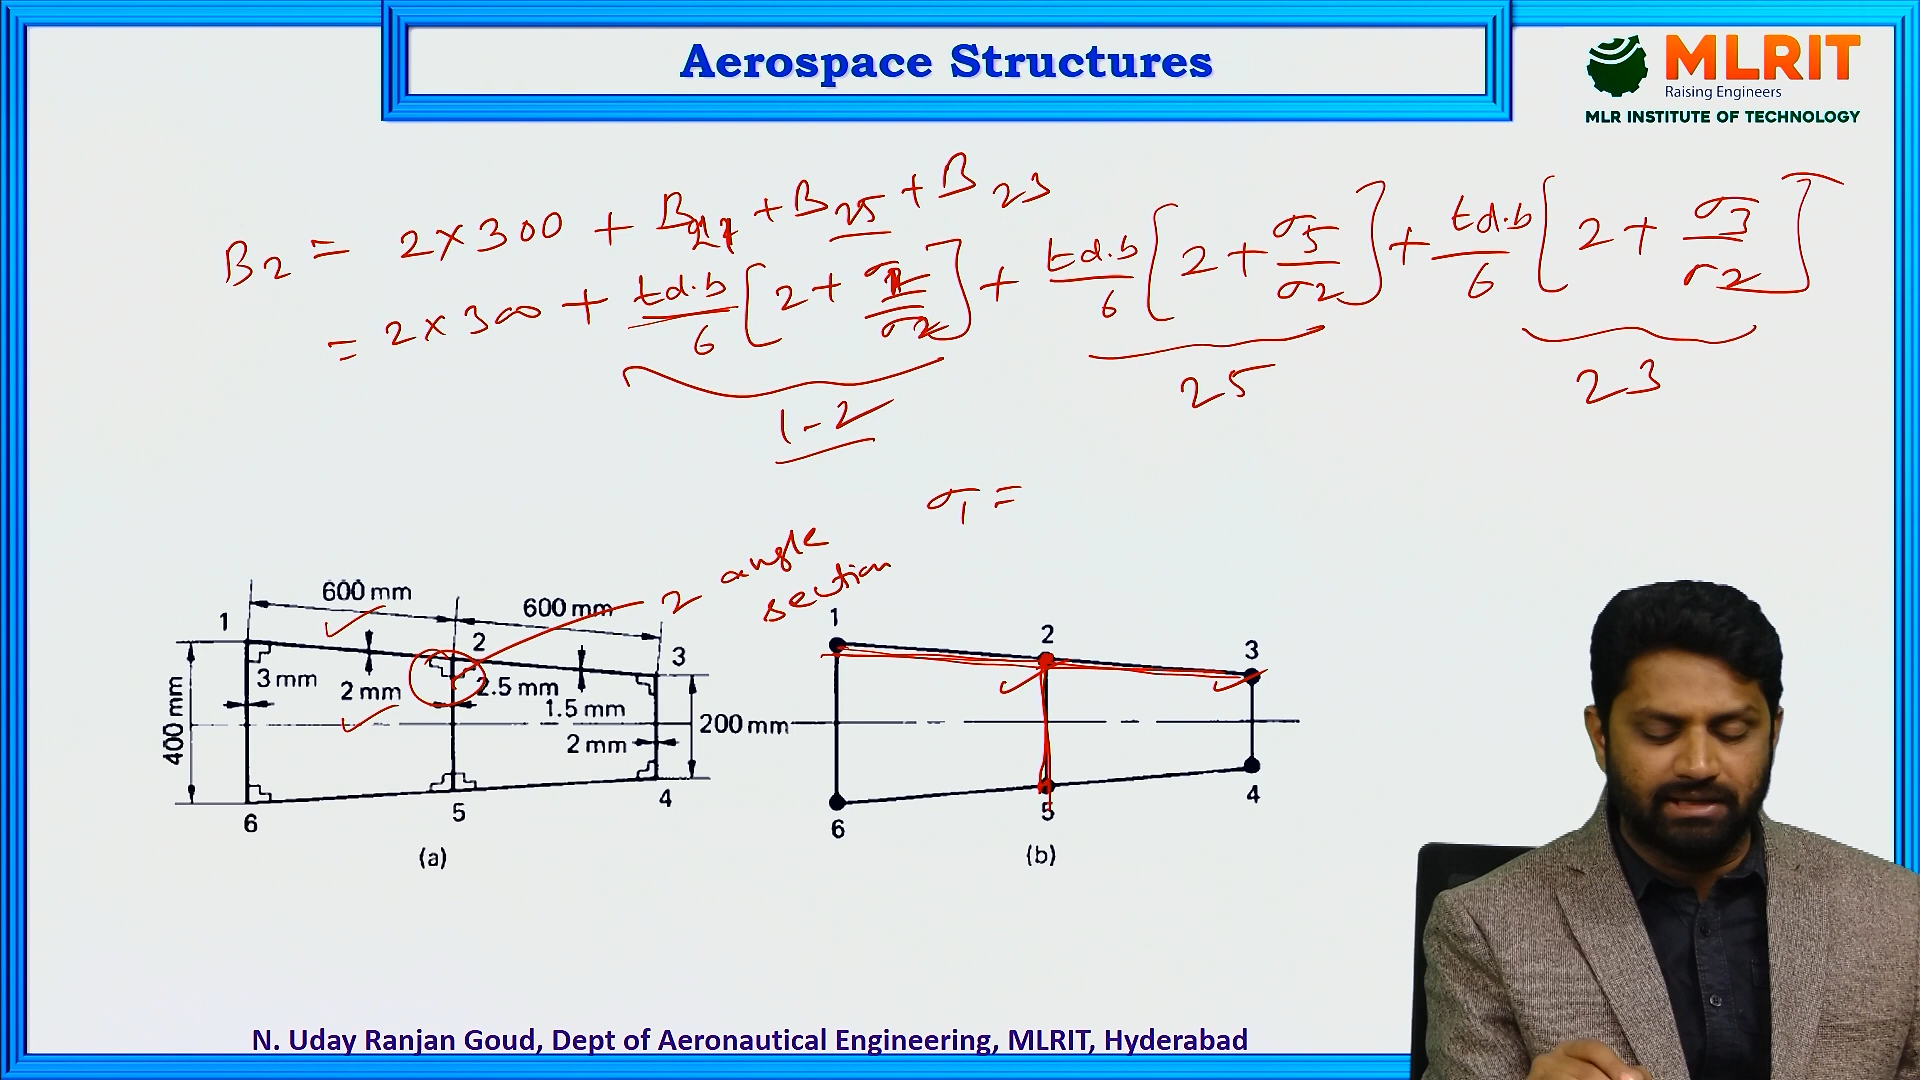 Aerospace Structures
MLRIT
Raising Engineers
MLR INSTITUTE OF TECHNOLOGY
B2 = 2×300 + B21 + B25 + B23
= 2×300 + td·b/6 [2 + σ1/σ2] + td·b/6 [2 + σ5/σ2] + td·b/6 [2 + σ3/σ2]
1-2
25
23
σ1 =
2 angle
section
600 mm
600 mm
1
2
3
3 mm
2 mm
2.5 mm
1.5 mm
2 mm
400 mm
200 mm
6
5
4
(a)
1
2
3
6
5
4
(b)
N. Uday Ranjan Goud, Dept of Aeronautical Engineering, MLRIT, Hyderabad